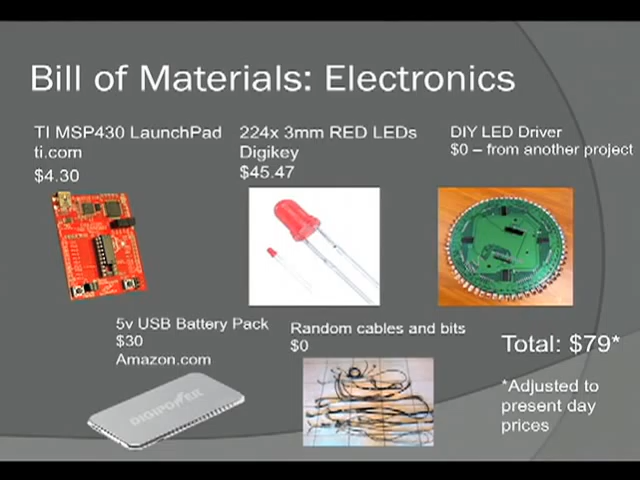 Bill of Materials: Electronics
TI MSP430 LaunchPad
ti.com
$4.30
224x 3mm RED LEDs
Digikey
$45.47
DIY LED Driver
$0 – from another project
5v USB Battery Pack
$30
Amazon.com
DIGIPOWER
Random cables and bits
$0
Total: $79*
*Adjusted to
present day
prices